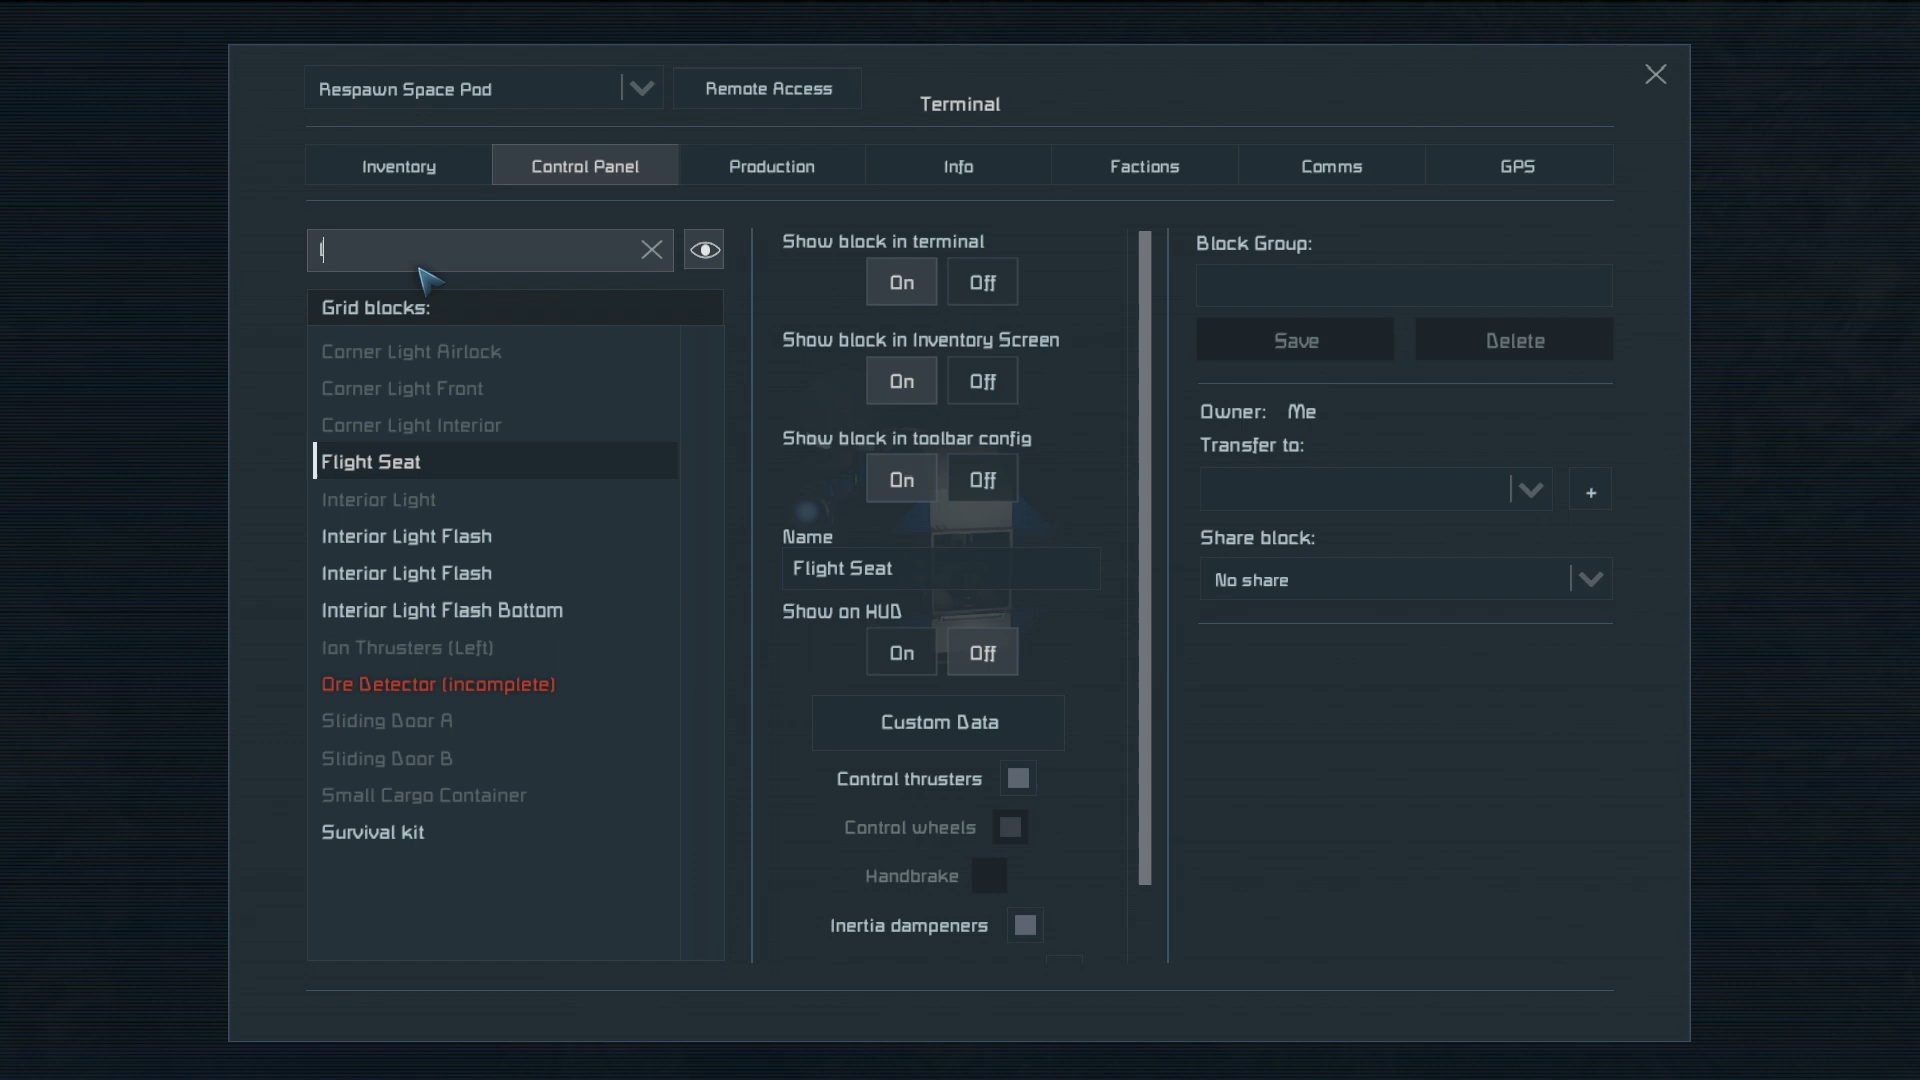 Respawn Space Pod
Remote Access
Terminal
Inventory
Control Panel
Production
Info
Factions
Comms
GPS
l
Grid blocks:
Corner Light Airlock
Corner Light Front
Corner Light Interior
Flight Seat
Interior Light
Interior Light Flash
Interior Light Flash
Interior Light Flash Bottom
Ion Thrusters (Left)
Ore Detector (incomplete)
Sliding Door A
Sliding Door B
Small Cargo Container
Survival kit
Show block in terminal
On Off
Show block in Inventory Screen
On Off
Show block in toolbar config
On Off
Name
Flight Seat
Show on HUD
On Off
Custom Data
Control thrusters
Control wheels
Handbrake
Inertia dampeners
Block Group:
Save
Delete
Owner: Me
Transfer to:
+
Share block:
No share